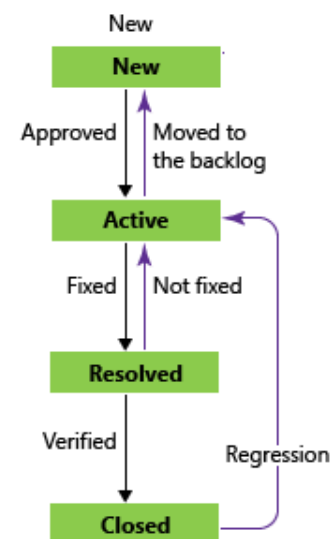 New
New
Approved
Moved to
the backlog
Active
Fixed
Not fixed
Resolved
Verified
Regression
Closed